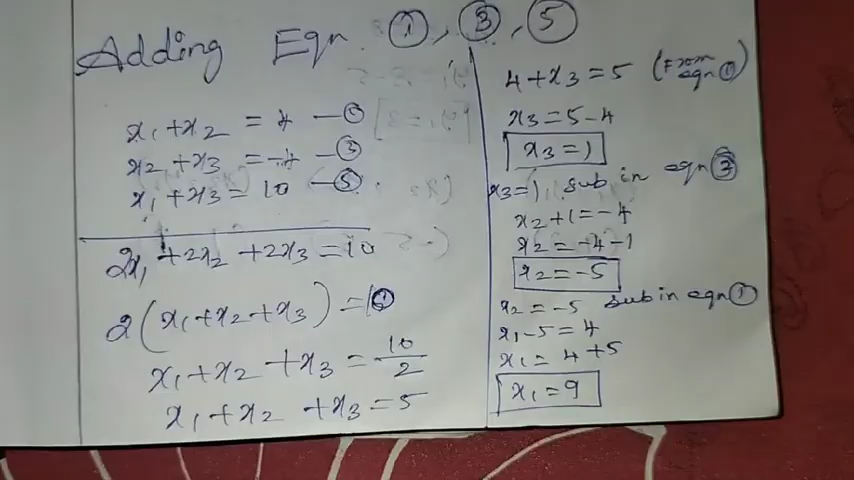 Adding Eqn ①, ③, ⑤
x₁ + x₂ = 4 — ①
x₂ + x₃ = -4 — ③
x₁ + x₃ = 10 — ⑤
2x₁ + 2x₂ + 2x₃ = 10
2(x₁ + x₂ + x₃) = 10
x₁ + x₂ + x₃ = 10/2
x₁ + x₂ + x₃ = 5
4 + x₃ = 5 (From eqn ①)
x₃ = 5 - 4
x₃ = 1
x₃ = 1, sub in eqn ③
x₂ + 1 = -4
x₂ = -4 - 1
x₂ = -5
x₂ = -5 sub in eqn ①
x₁ - 5 = 4
x₁ = 4 + 5
x₁ = 9